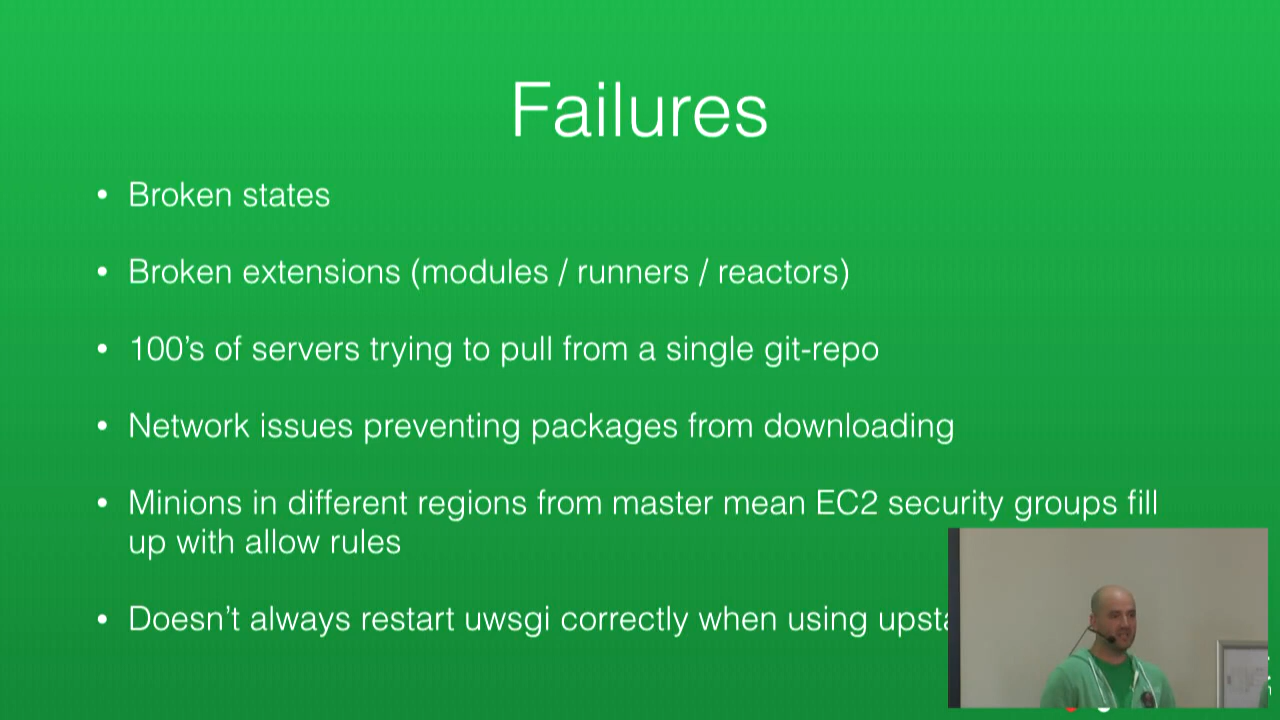 Failures
• Broken states
• Broken extensions (modules / runners / reactors)
• 100’s of servers trying to pull from a single git-repo
• Network issues preventing packages from downloading
• Minions in different regions from master mean EC2 security groups fill
up with allow rules
• Doesn’t always restart uwsgi correctly when using